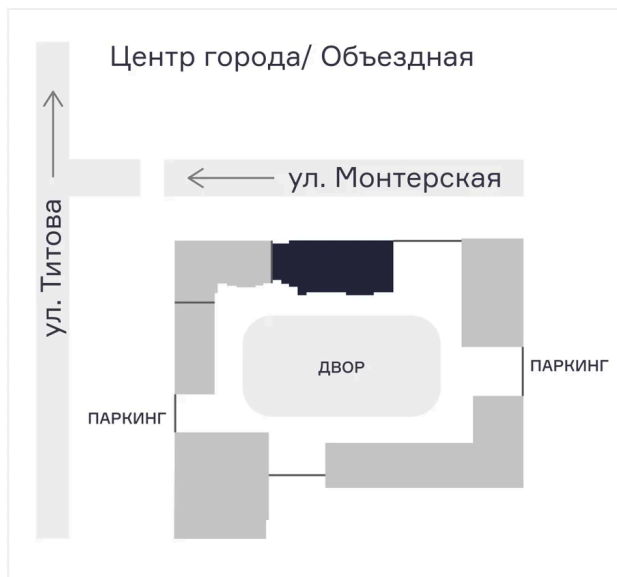 Центр города/ Объездная
ул. Монтерская
ул. Титова
ДВОР
ПАРКИНГ
ПАРКИНГ